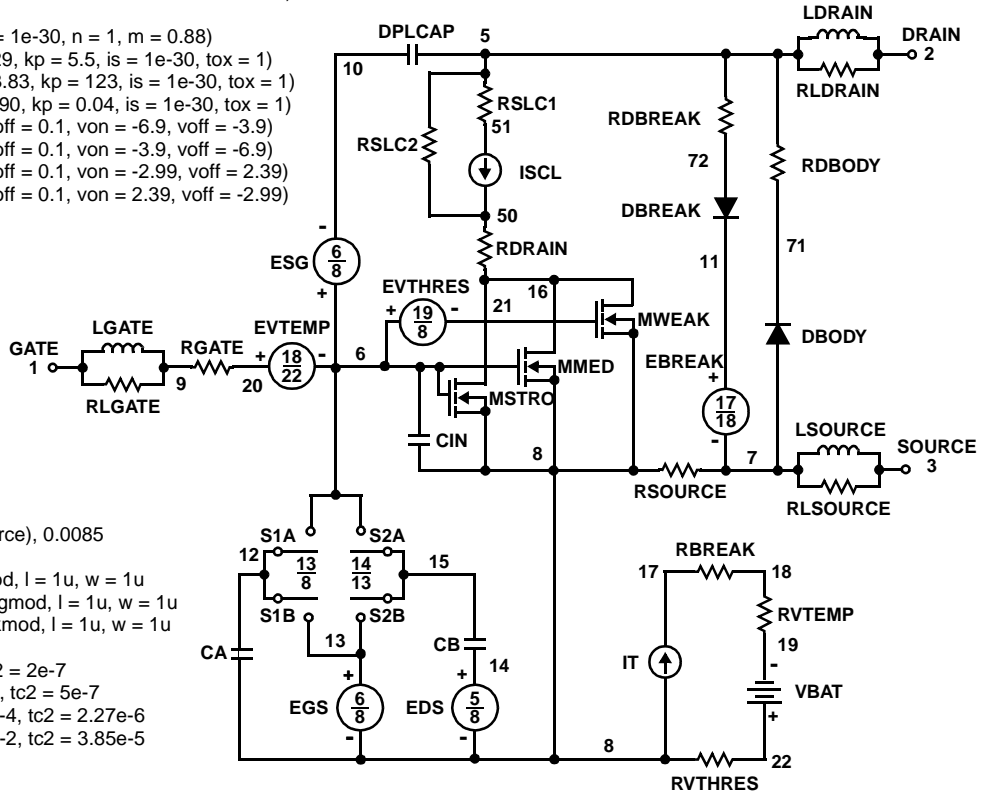 = 1e-30, n = 1, m = 0.88)
29, kp = 5.5, is = 1e-30, tox = 1)
3.83, kp = 123, is = 1e-30, tox = 1)
90, kp = 0.04, is = 1e-30, tox = 1)
off = 0.1, von = -6.9, voff = -3.9)
off = 0.1, von = -3.9, voff = -6.9)
off = 0.1, von = -2.99, voff = 2.39)
off = 0.1, von = 2.39, voff = -2.99)
LDRAIN
DPLCAP 5 DRAIN
10 2
RLDRAIN
RSLC1
51
RDBREAK
RSLC2
72 RDBODY
ISCL
DBREAK
50
71
RDRAIN
-
ESG 6
8
+
11
EVTHRES
16
21
+ 19 -
8
MWEAK
LGATE EVTEMP
GATE RGATE + 18 - 6
1 22
9 20
MMED
DBODY
EBREAK
+
RLGATE
MSTRO
17
18
-
CIN
LSOURCE
8 7 SOURCE
3
RSOURCE
RLSOURCE
rce), 0.0085
S1A S2A
12 13 14 15
8 13
RBREAK
17 18
od, l = 1u, w = 1u
gmod, l = 1u, w = 1u
kmod, l = 1u, w = 1u
S1B S2B
RVTEMP
13
CA CB
19
IT -
14
2 = 2e-7
, tc2 = 5e-7
-4, tc2 = 2.27e-6
-2, tc2 = 3.85e-5
+ +
VBAT
EGS 6 EDS 5
8 8
+
- -
8
22
RVTHRES